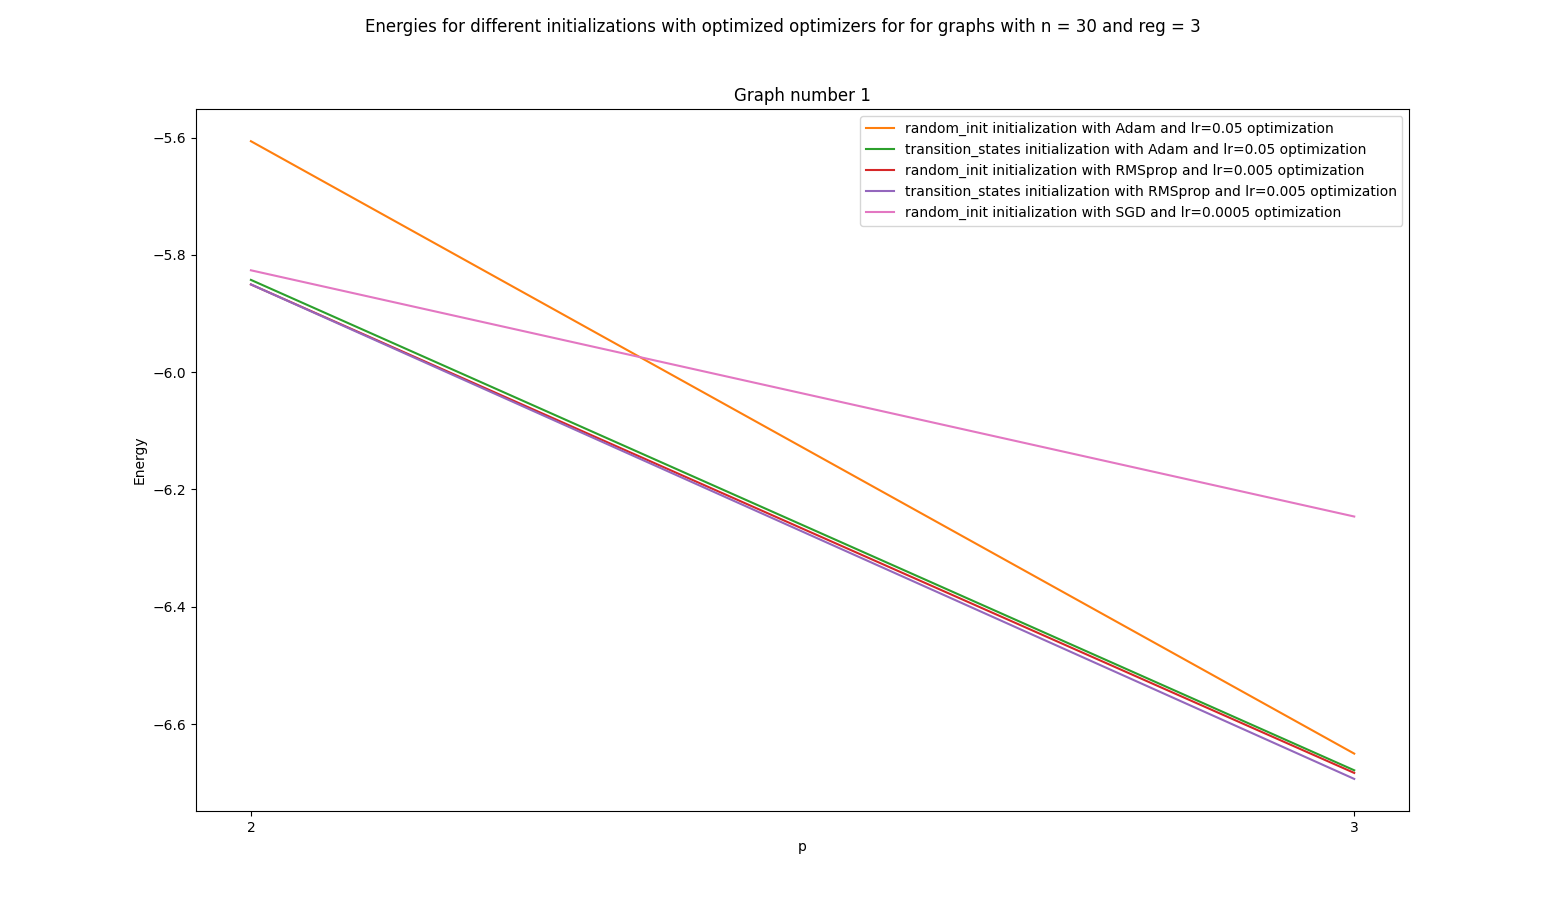 Energies for different initializations with optimized optimizers for for graphs with n = 30 and reg = 3
Graph number 1
random_init initialization with Adam and lr=0.05 optimization
transition_states initialization with Adam and lr=0.05 optimization
random_init initialization with RMSprop and lr=0.005 optimization
transition_states initialization with RMSprop and lr=0.005 optimization
random_init initialization with SGD and lr=0.0005 optimization
−5.6
−5.8
−6.0
−6.2
−6.4
−6.6
Energy
2
3
p